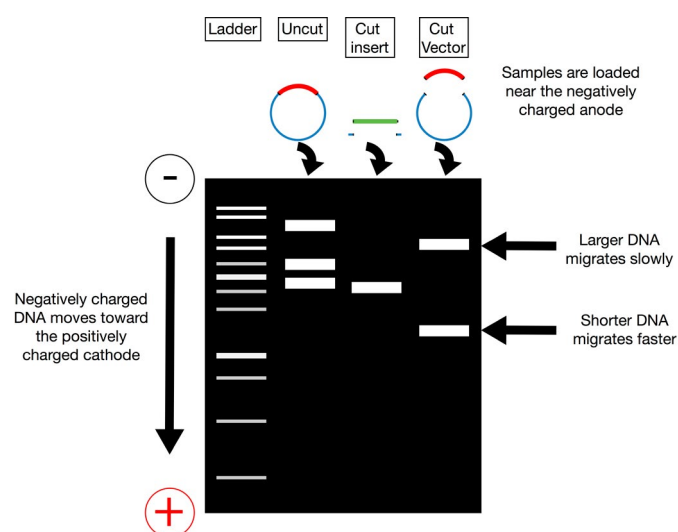 Ladder
Uncut
Cut
insert
Cut
Vector
Samples are loaded
near the negatively
charged anode
-
Larger DNA
migrates slowly
Negatively charged
DNA moves toward
the positively
charged cathode
Shorter DNA
migrates faster
+